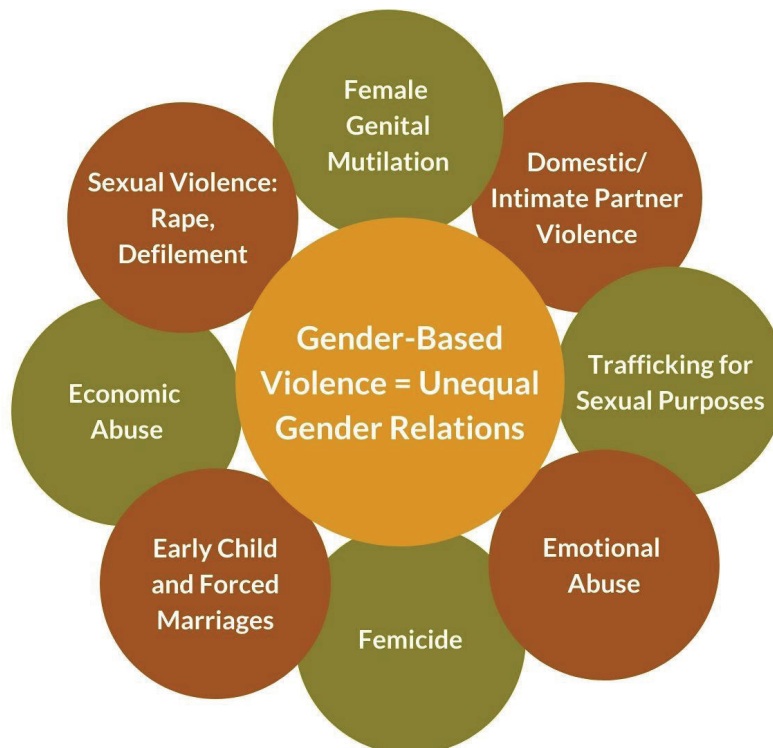 Female
Genital
Mutilation
Domestic/
Intimate Partner
Violence
Sexual Violence:
Rape,
Defilement
Gender-Based
Violence = Unequal
Gender Relations
Trafficking for
Sexual Purposes
Economic
Abuse
Emotional
Abuse
Early Child
and Forced
Marriages
Femicide